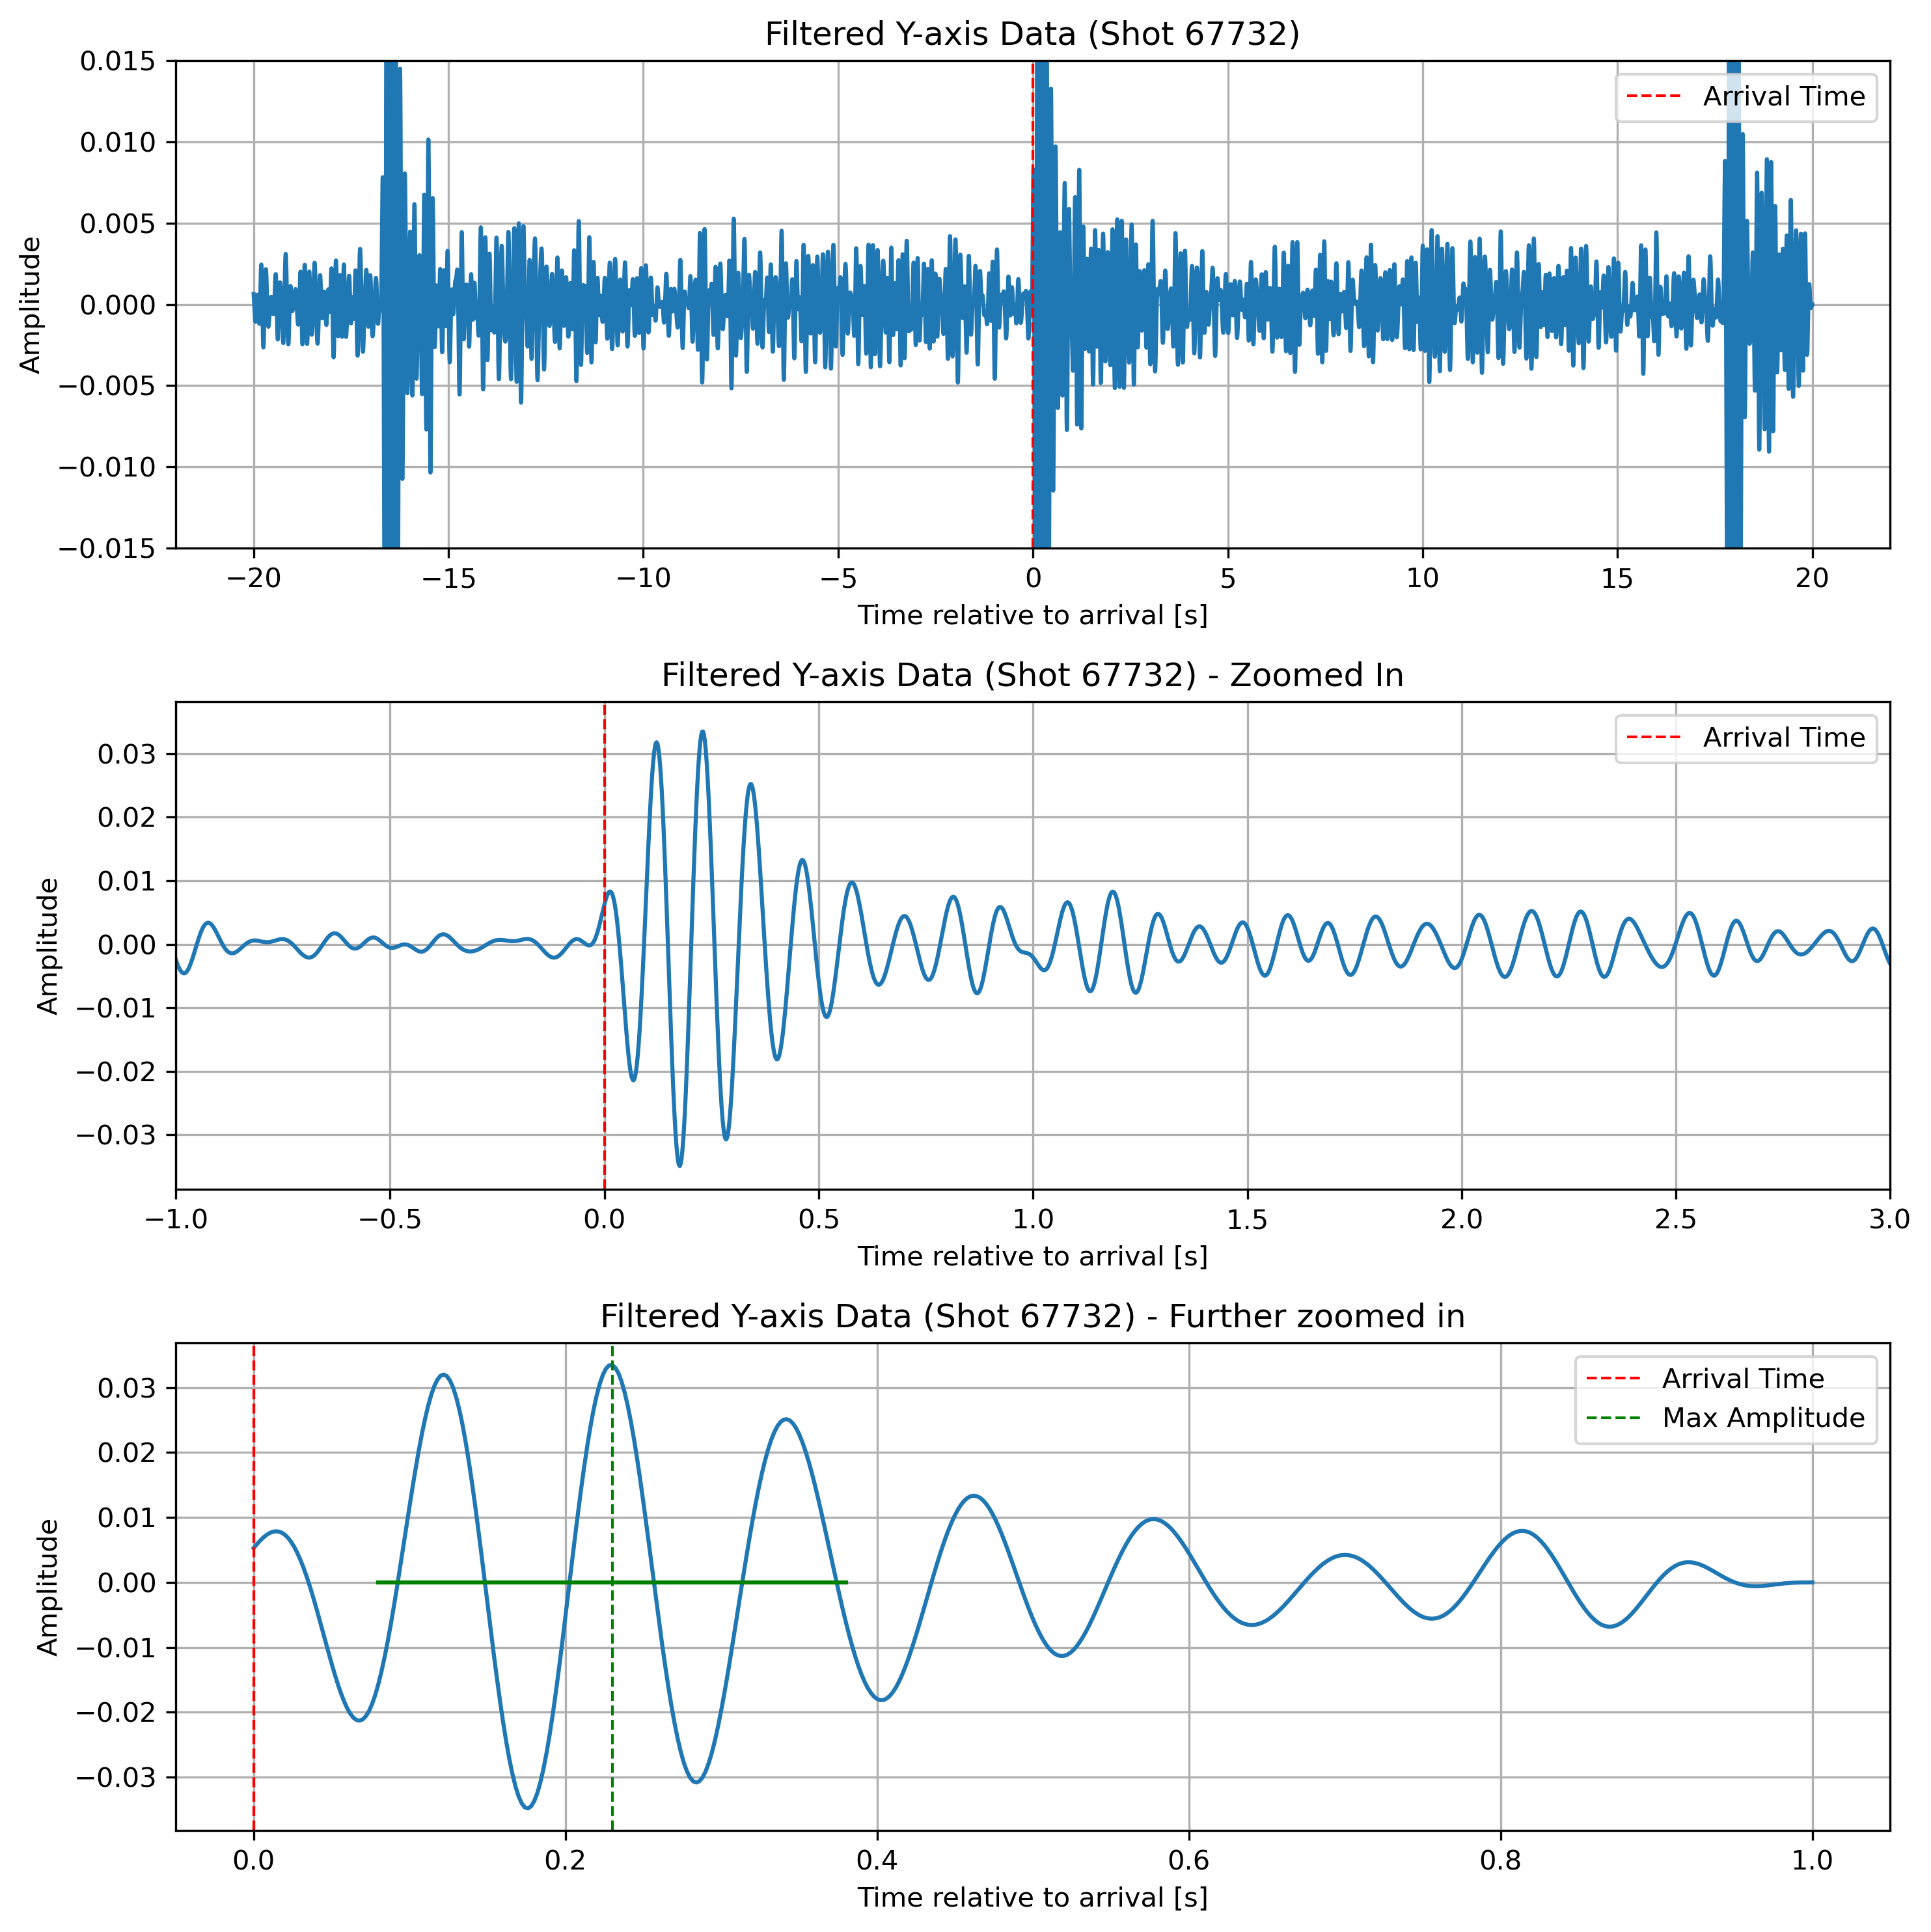 Filtered Y-axis Data (Shot 67732)
0.015
0.010
0.005
0.000
−0.005
−0.010
−0.015
Amplitude
Arrival Time
−20 −15 −10 −5 0 5 10 15 20
Time relative to arrival [s]
Filtered Y-axis Data (Shot 67732) - Zoomed In
0.03
0.02
0.01
0.00
−0.01
−0.02
−0.03
Amplitude
Arrival Time
−1.0 −0.5 0.0 0.5 1.0 1.5 2.0 2.5 3.0
Time relative to arrival [s]
Filtered Y-axis Data (Shot 67732) - Further zoomed in
0.03
0.02
0.01
0.00
−0.01
−0.02
−0.03
Amplitude
Arrival Time
Max Amplitude
0.0 0.2 0.4 0.6 0.8 1.0
Time relative to arrival [s]